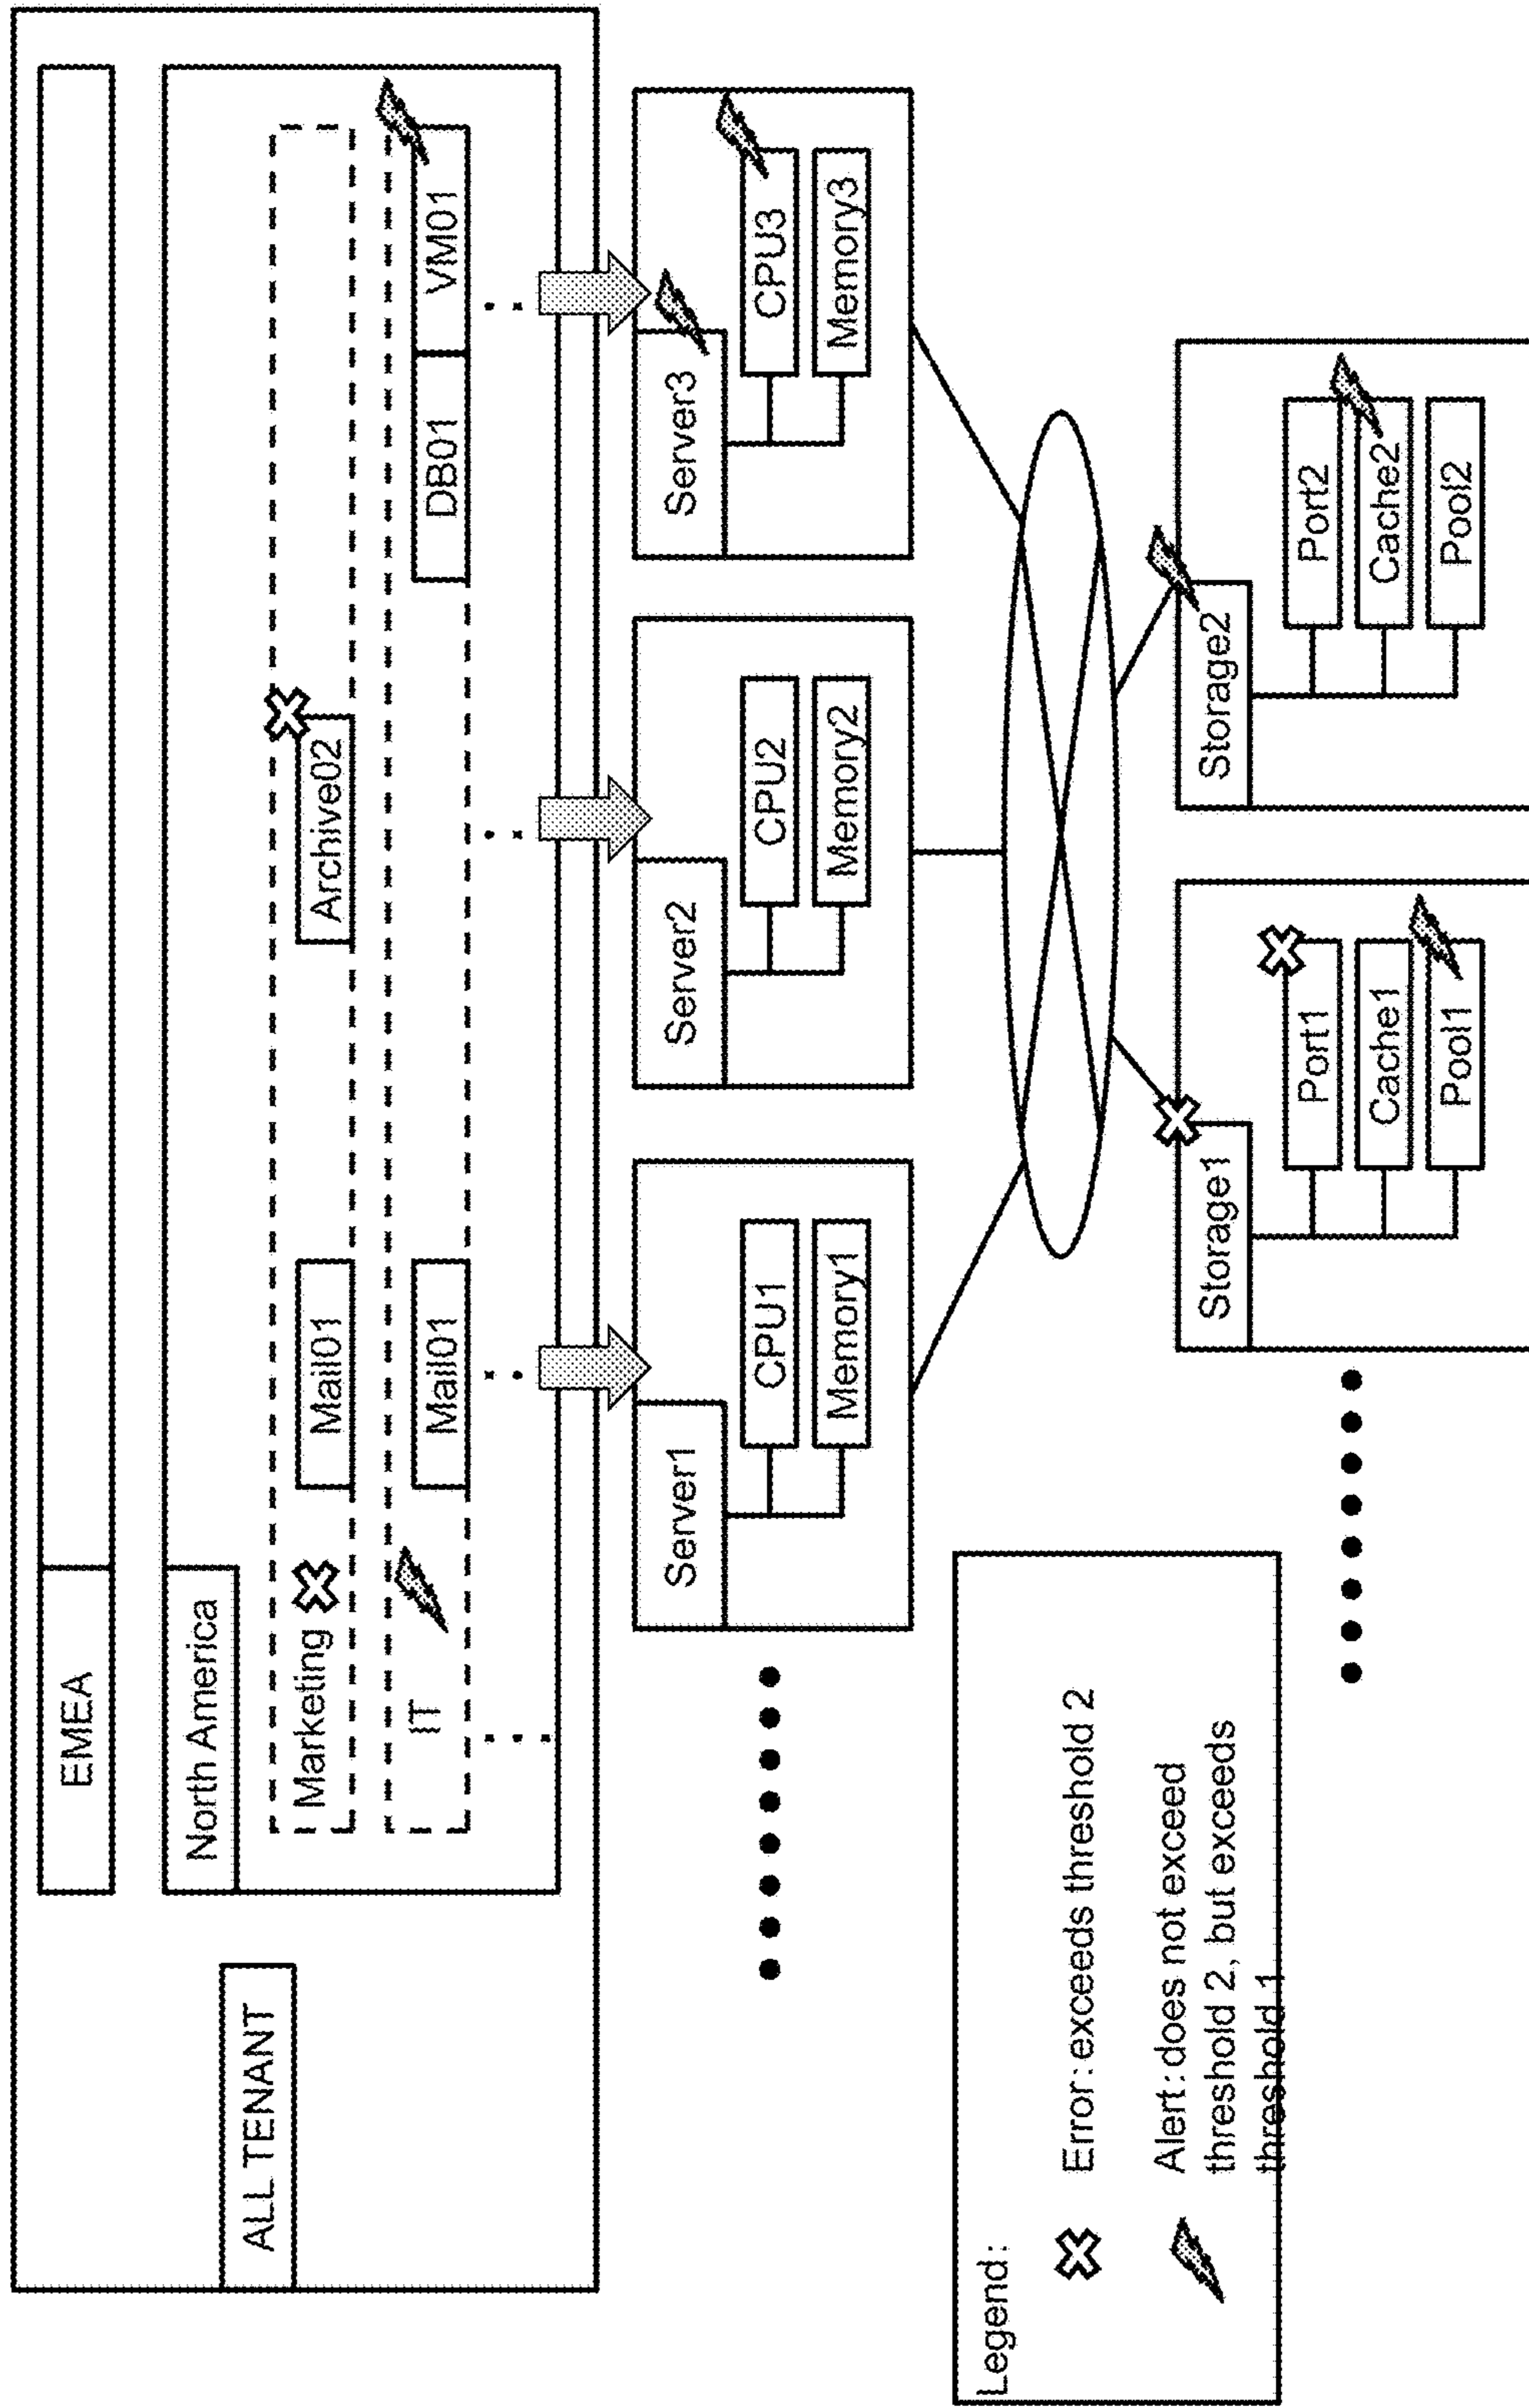 EMEA
ALL TENANT
North America
Marketing
Mail01
Archive02
IT
Mail01
DB01
VM01
Server1
CPU1
Memory1
Server2
CPU2
Memory2
Server3
CPU3
Memory3
Legend:
Error:exceeds threshold 2
Alert:does not exceed
threshold 2, but exceeds
threshold 1
Storage1
Port1
Cache1
Pool1
Storage2
Port2
Cache2
Pool2